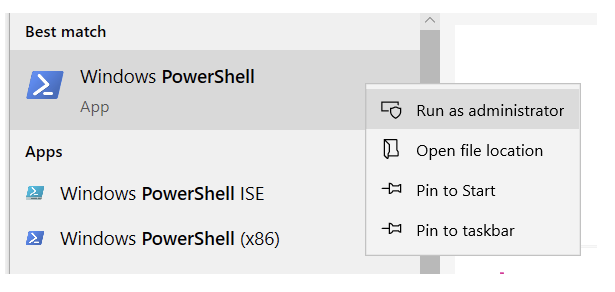 Best match
Windows PowerShell
App
Run as administrator
Apps
Open file location
Windows PowerShell ISE
Pin to Start
Windows PowerShell (x86)
Pin to taskbar